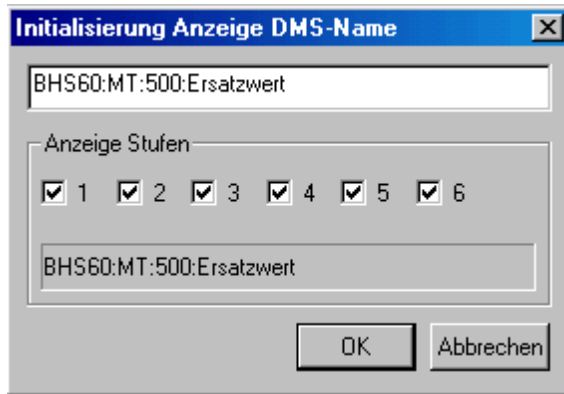 Initialisierung Anzeige DMS-Name
BHS60:MT:500:Ersatzwert
Anzeige Stufen
1 2 3 4 5 6
BHS60:MT:500:Ersatzwert
OK Abbrechen